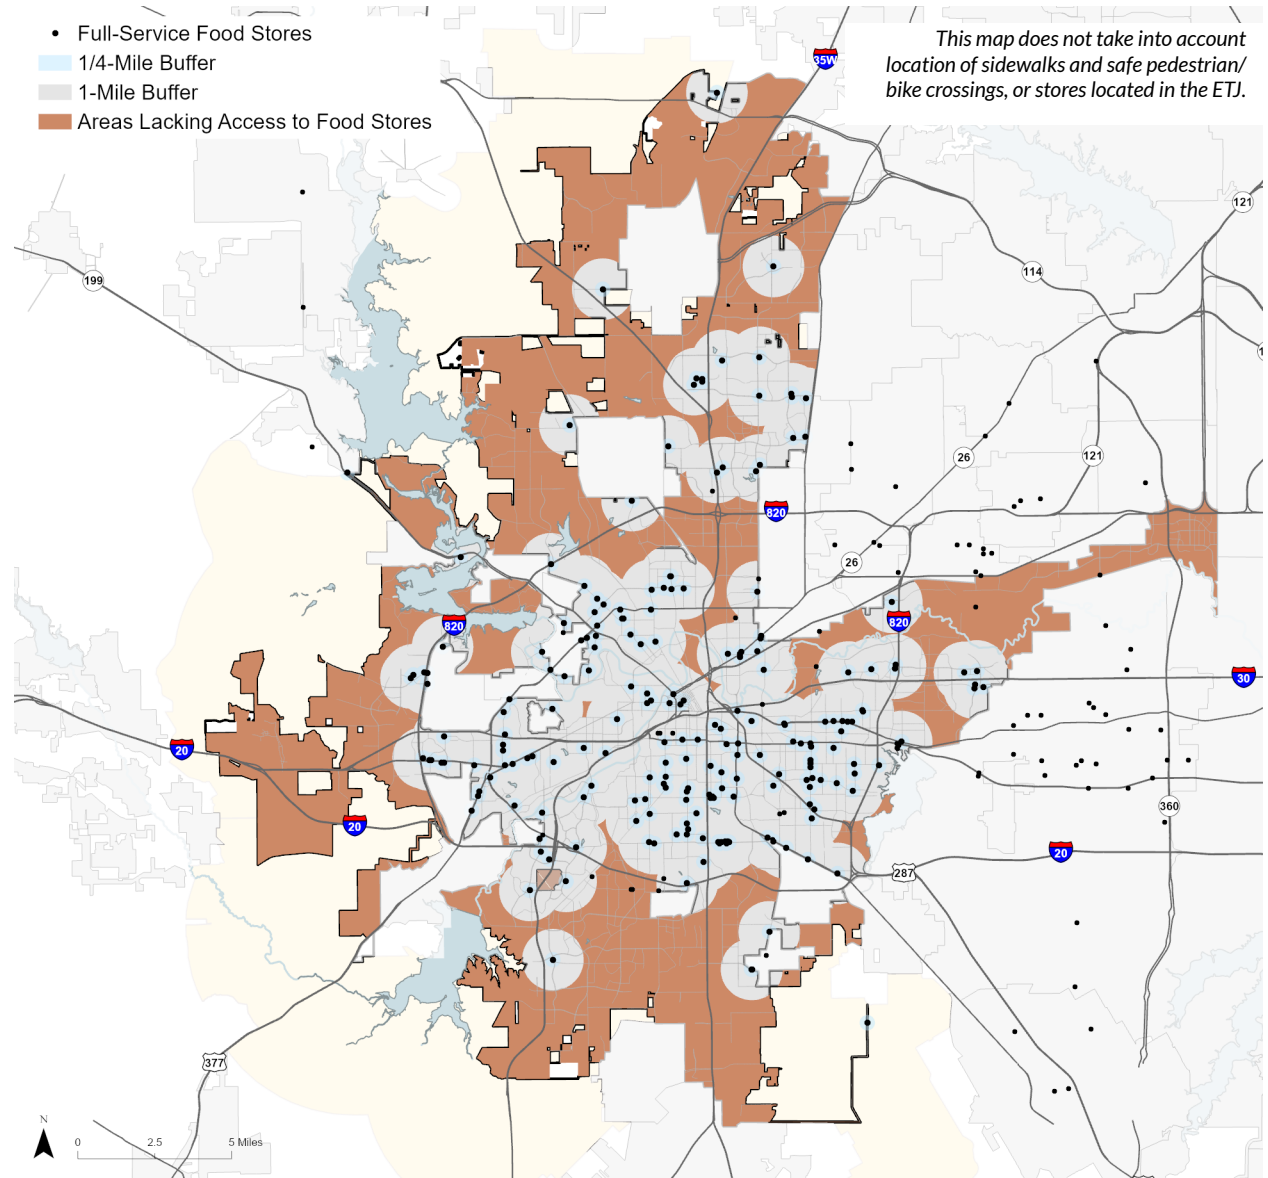 Full-Service Food Stores
1/4-Mile Buffer
1-Mile Buffer
Areas Lacking Access to Food Stores
This map does not take into account
location of sidewalks and safe pedestrian/
bike crossings, or stores located in the ETJ.
35W
121
114
199
26
121
820
26
820
820
30
20
360
20
20
287
377
N
0 2.5 5 Miles